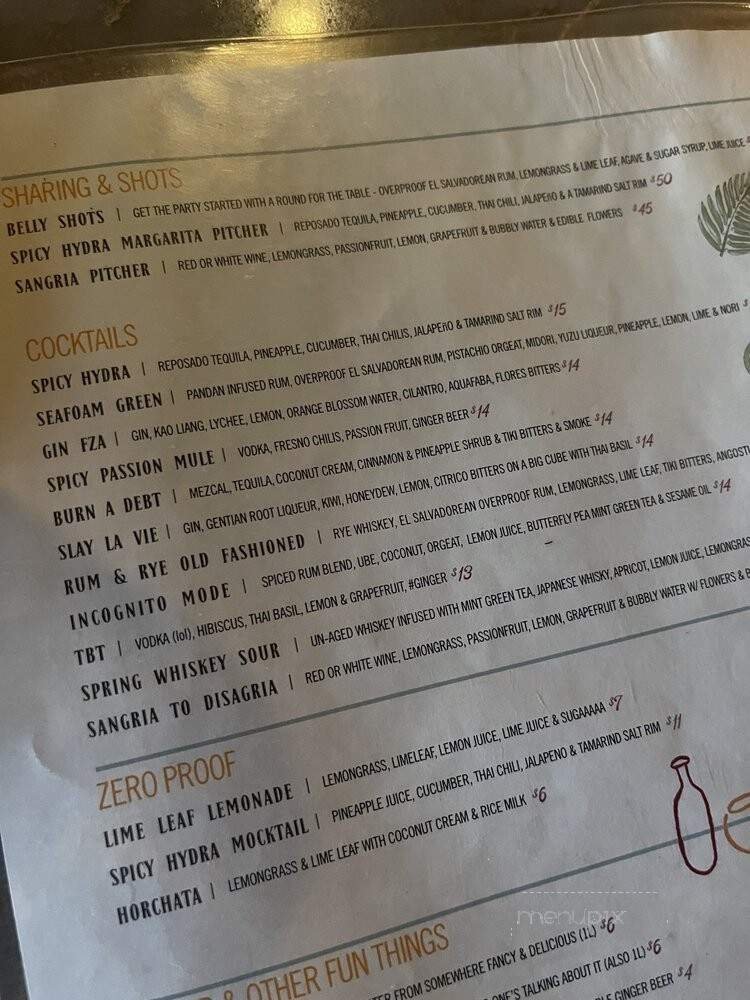 SHARING & SHOTS
BELLY SHOTS | GET THE PARTY STARTED WITH A ROUND FOR THE TABLE - OVERPROOF EL SALVADOREAN RUM, LEMONGRASS & LIME LEAF, AGAVE & SUGAR SYRUP, LIME JUICE
SPICY HYDRA MARGARITA PITCHER | REPOSADO TEQUILA, PINEAPPLE, CUCUMBER, THAI CHILI, JALAPEñO & A TAMARIND SALT RIM $50
SANGRIA PITCHER | RED OR WHITE WINE, LEMONGRASS, PASSIONFRUIT, LEMON, GRAPEFRUIT & BUBBLY WATER & EDIBLE FLOWERS $45
COCKTAILS
SPICY HYDRA | REPOSADO TEQUILA, PINEAPPLE, CUCUMBER, THAI CHILIS, JALAPEñO & TAMARIND SALT RIM $15
SEAFOAM GREEN | PANDAN INFUSED RUM, OVERPROOF EL SALVADOREAN RUM, PISTACHIO ORGEAT, MIDORI, YUZU LIQUEUR, PINEAPPLE, LEMON, LIME & NORI $
GIN FZA | GIN, KAO LIANG, LYCHEE, LEMON, ORANGE BLOSSOM WATER, CILANTRO, AQUAFABA, FLORES BITTERS $14
SPICY PASSION MULE | VODKA, FRESNO CHILIS, PASSION FRUIT, GINGER BEER $14
BURN A DEBT | MEZCAL, TEQUILA, COCONUT CREAM, CINNAMON & PINEAPPLE SHRUB & TIKI BITTERS & SMOKE $14
SLAY LA VIE | GIN, GENTIAN ROOT LIQUEUR, KIWI, HONEYDEW, LEMON, CITRICO BITTERS ON A BIG CUBE WITH THAI BASIL $14
RUM & RYE OLD FASHIONED | RYE WHISKEY, EL SALVADOREAN OVERPROOF RUM, LEMONGRASS, LIME LEAF, TIKI BITTERS,
INCOGNITO MODE | SPICED RUM BLEND, UBE, COCONUT, ORGEAT, LEMON JUICE, BUTTERFLY PEA MINT GREEN TEA & SESAME OIL $14
TBT | VODKA (lol), HIBISCUS, THAI BASIL, LEMON & GRAPEFRUIT, #GINGER $13
SPRING WHISKEY SOUR | UN-AGED WHISKEY INFUSED WITH MINT GREEN TEA, JAPANESE WHISKY, APRICOT, LEMON JUICE,
SANGRIA TO DISAGRIA | RED OR WHITE WINE, LEMONGRASS, PASSIONFRUIT, LEMON, GRAPEFRUIT & BUBBLY WATER W/ FLOWERS &
ZERO PROOF
LIME LEAF LEMONADE | LEMONGRASS, LIMELEAF, LEMON JUICE, LIME JUICE & SUGAAAAA $7
SPICY HYDRA MOCKTAIL | PINEAPPLE JUICE, CUCUMBER, THAI CHILI, JALAPENO & TAMARIND SALT RIM $11
HORCHATA | LEMONGRASS & LIME LEAF WITH COCONUT CREAM & RICE MILK $6
menupix
& OTHER FUN THINGS
FROM SOMEWHERE FANCY & DELICIOUS (1L) $6
TALKING ABOUT IT (ALSO 1L) $6
GINGER BEER $4